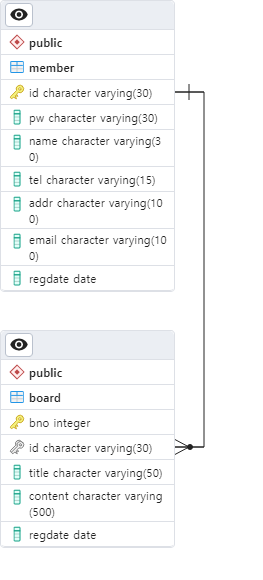 public
member
id character varying(30)
pw character varying(30)
name character varying(3
0)
tel character varying(15)
addr character varying(10
0)
email character varying(10
0)
regdate date
public
board
bno integer
id character varying(30)
title character varying(50)
content character varying
(500)
regdate date